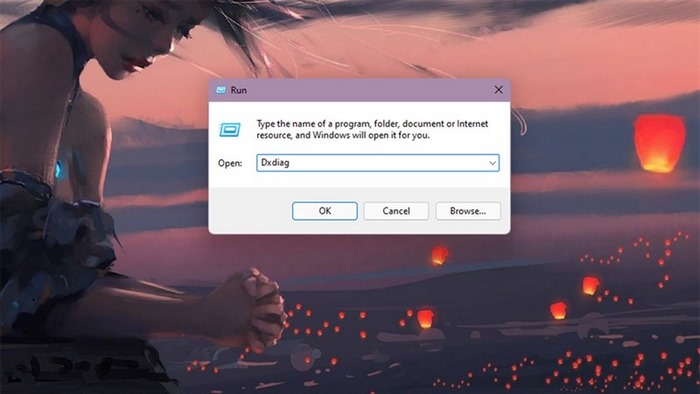 Run
Type the name of a program, folder, document or Internet
resource, and Windows will open it for you.
Open: Dxdiag
OK Cancel Browse...